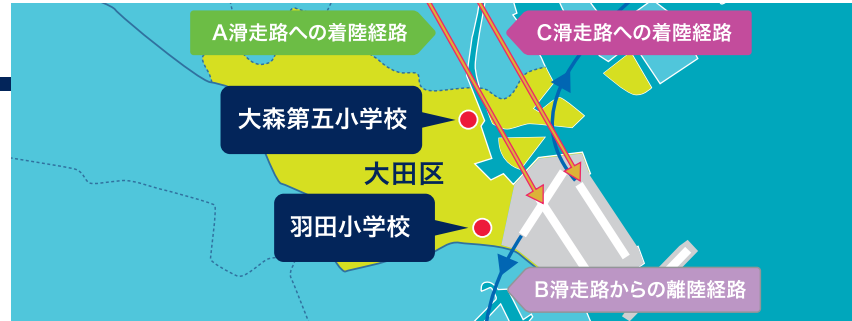 A滑走路への着陸経路
C滑走路への着陸経路
大森第五小学校
大田区
羽田小学校
B滑走路からの離陸経路